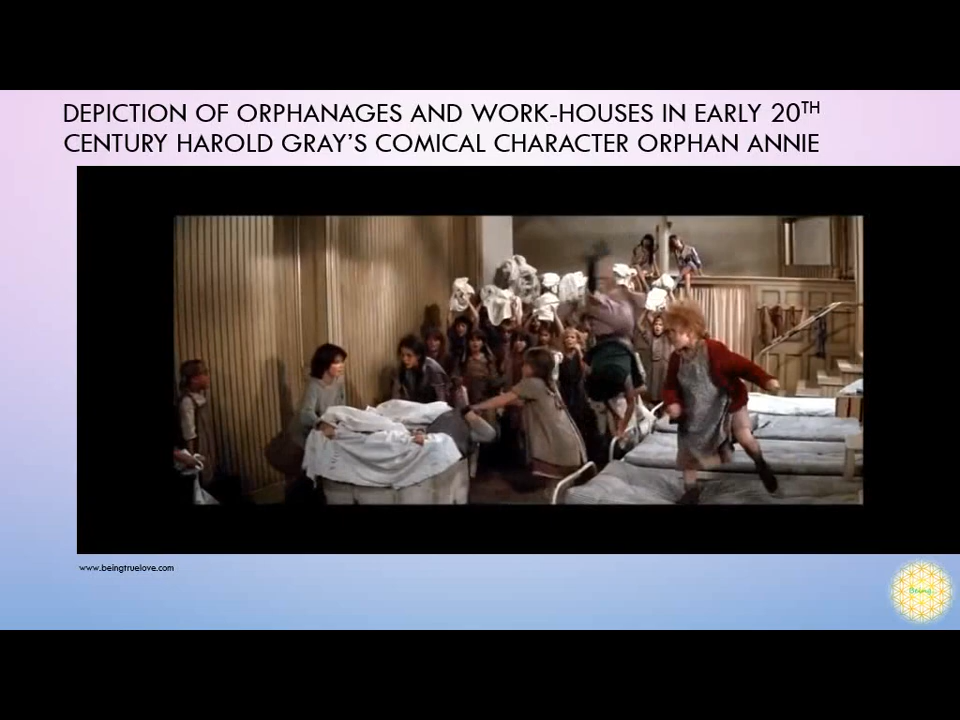 DEPICTION OF ORPHANAGES AND WORK-HOUSES IN EARLY 20TH
CENTURY HAROLD GRAY'S COMICAL CHARACTER ORPHAN ANNIE
www.beingtruelove.com
Being